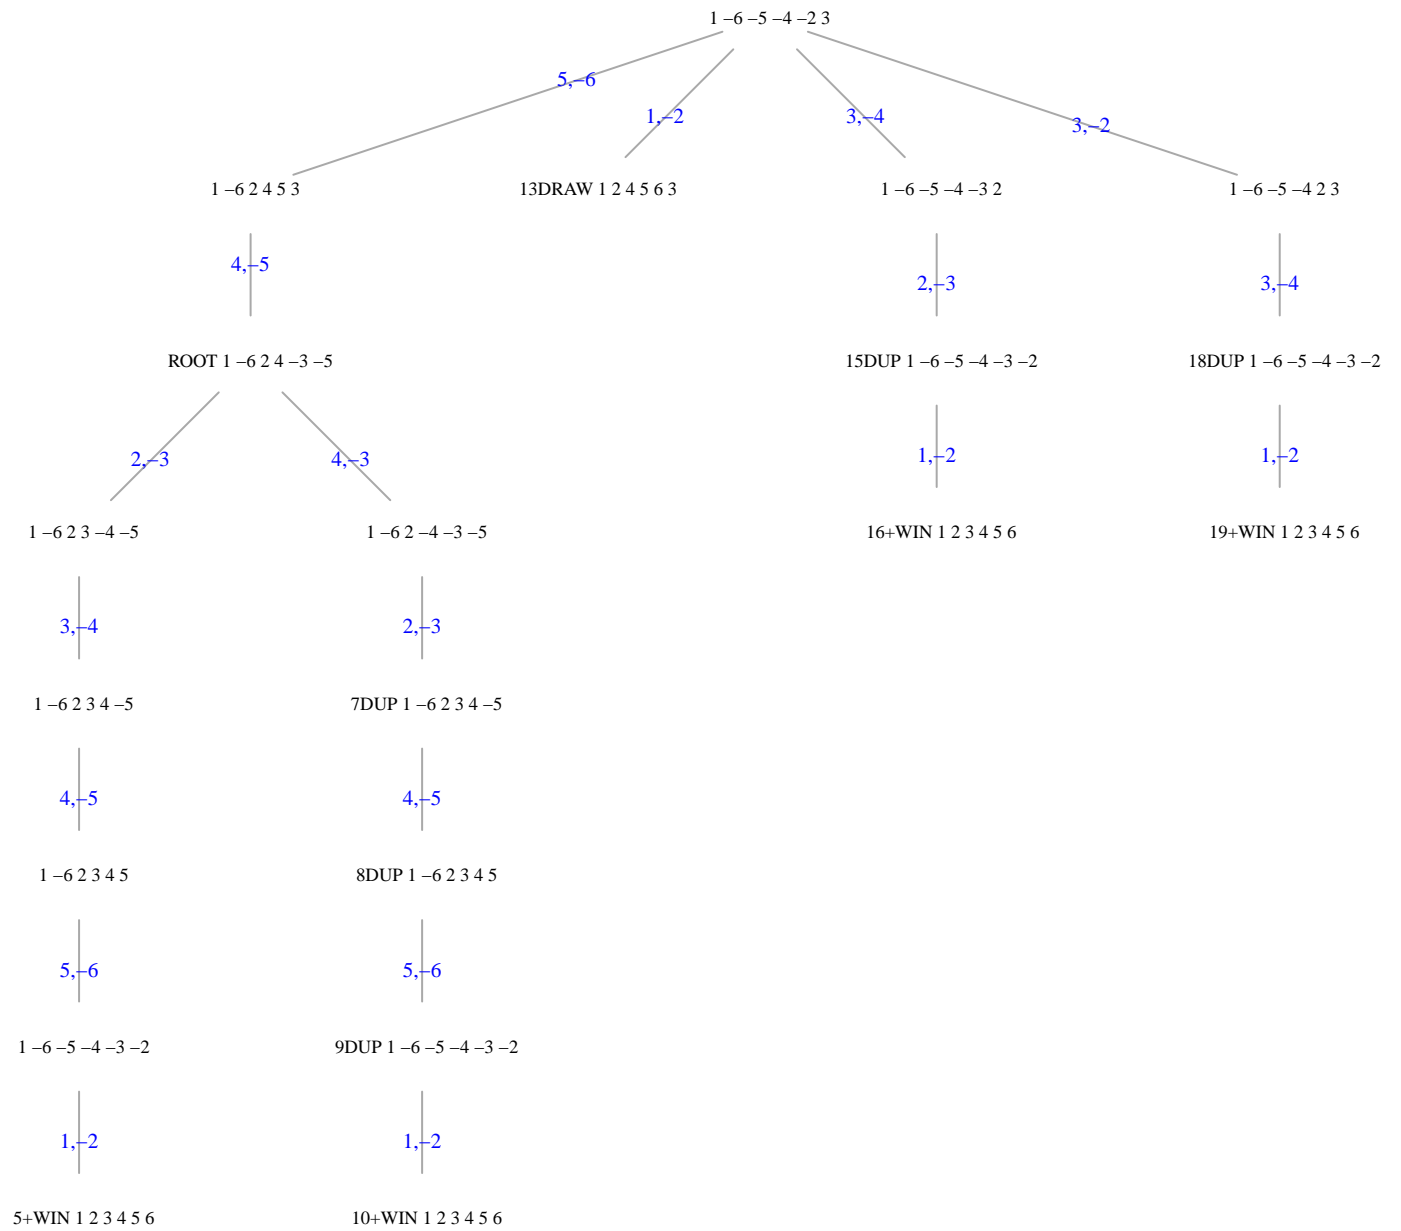 1 –6 –5 –4 –2 3
5,–6
1,–2
3,–4
3,–2
1 –6 2 4 5 3
13DRAW 1 2 4 5 6 3
1 –6 –5 –4 –3 2
1 –6 –5 –4 2 3
4,–5
2,–3
3,–4
ROOT 1 –6 2 4 –3 –5
15DUP 1 –6 –5 –4 –3 –2
18DUP 1 –6 –5 –4 –3 –2
2,–3
4,–3
1,–2
1,–2
1 –6 2 3 –4 –5
1 –6 2 –4 –3 –5
16+WIN 1 2 3 4 5 6
19+WIN 1 2 3 4 5 6
3,–4
2,–3
1 –6 2 3 4 –5
7DUP 1 –6 2 3 4 –5
4,–5
4,–5
1 –6 2 3 4 5
8DUP 1 –6 2 3 4 5
5,–6
5,–6
1 –6 –5 –4 –3 –2
9DUP 1 –6 –5 –4 –3 –2
1,–2
1,–2
5+WIN 1 2 3 4 5 6
10+WIN 1 2 3 4 5 6